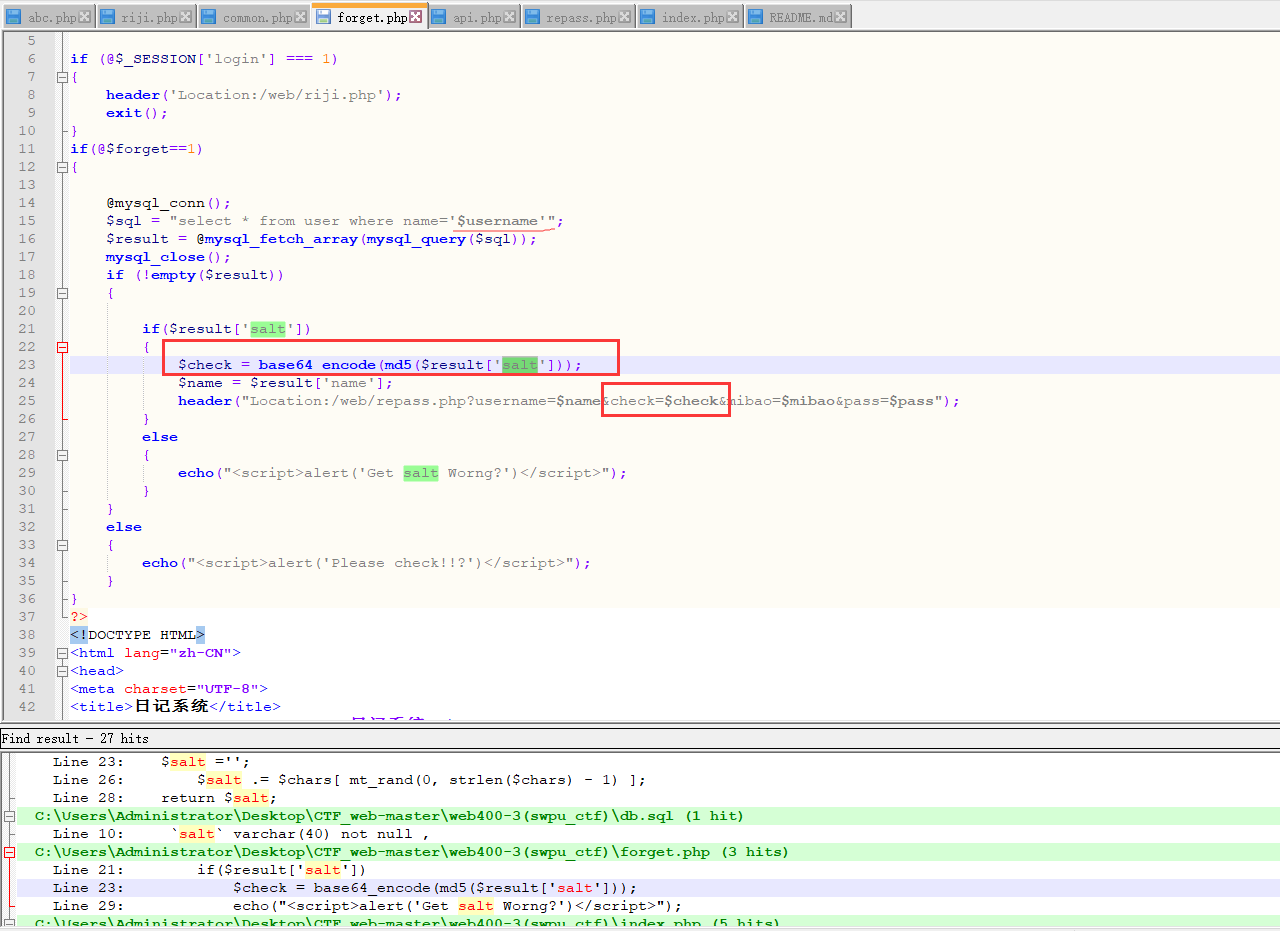 abc.php riji.php common.php forget.php api.php repass.php index.php README.md
5
6 if (@$_SESSION['login'] === 1)
7 {
8 header('Location:/web/riji.php');
9 exit();
10 }
11 if(@$forget==1)
12 {
13
14 @mysql_conn();
15 $sql = "select * from user where name='$username'";
16 $result = @mysql_fetch_array(mysql_query($sql));
17 mysql_close();
18 if (!empty($result))
19 {
20
21 if($result['salt'])
22 {
23 $check = base64_encode(md5($result['salt']));
24 $name = $result['name'];
25 header("Location:/web/repass.php?username=$name&check=$check&mibao=$mibao&pass=$pass");
26 }
27 else
28 {
29 echo("<script>alert('Get salt Worng?')</script>");
30 }
31 }
32 else
33 {
34 echo("<script>alert('Please check!!?')</script>");
35 }
36 }
37 ?>
38 <!DOCTYPE HTML>
39 <html lang="zh-CN">
40 <head>
41 <meta charset="UTF-8">
42 <title>日记系统</title>
Find result - 27 hits
Line 23: $salt ='';
Line 26: $salt .= $chars[ mt_rand(0, strlen($chars) - 1) ];
Line 28: return $salt;
C:\Users\Administrator\Desktop\CTF_web-master\web400-3(swpu_ctf)\db.sql (1 hit)
Line 10: `salt` varchar(40) not null ,
C:\Users\Administrator\Desktop\CTF_web-master\web400-3(swpu_ctf)\forget.php (3 hits)
Line 21: if($result['salt'])
Line 23: $check = base64_encode(md5($result['salt']));
Line 29: echo("<script>alert('Get salt Worng?')</script>");
C:\Users\Administrator\Desktop\CTF_web-master\web400-3(swpu_ctf)\index.php (5 hits)